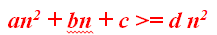 an² + bn + c >= d n²